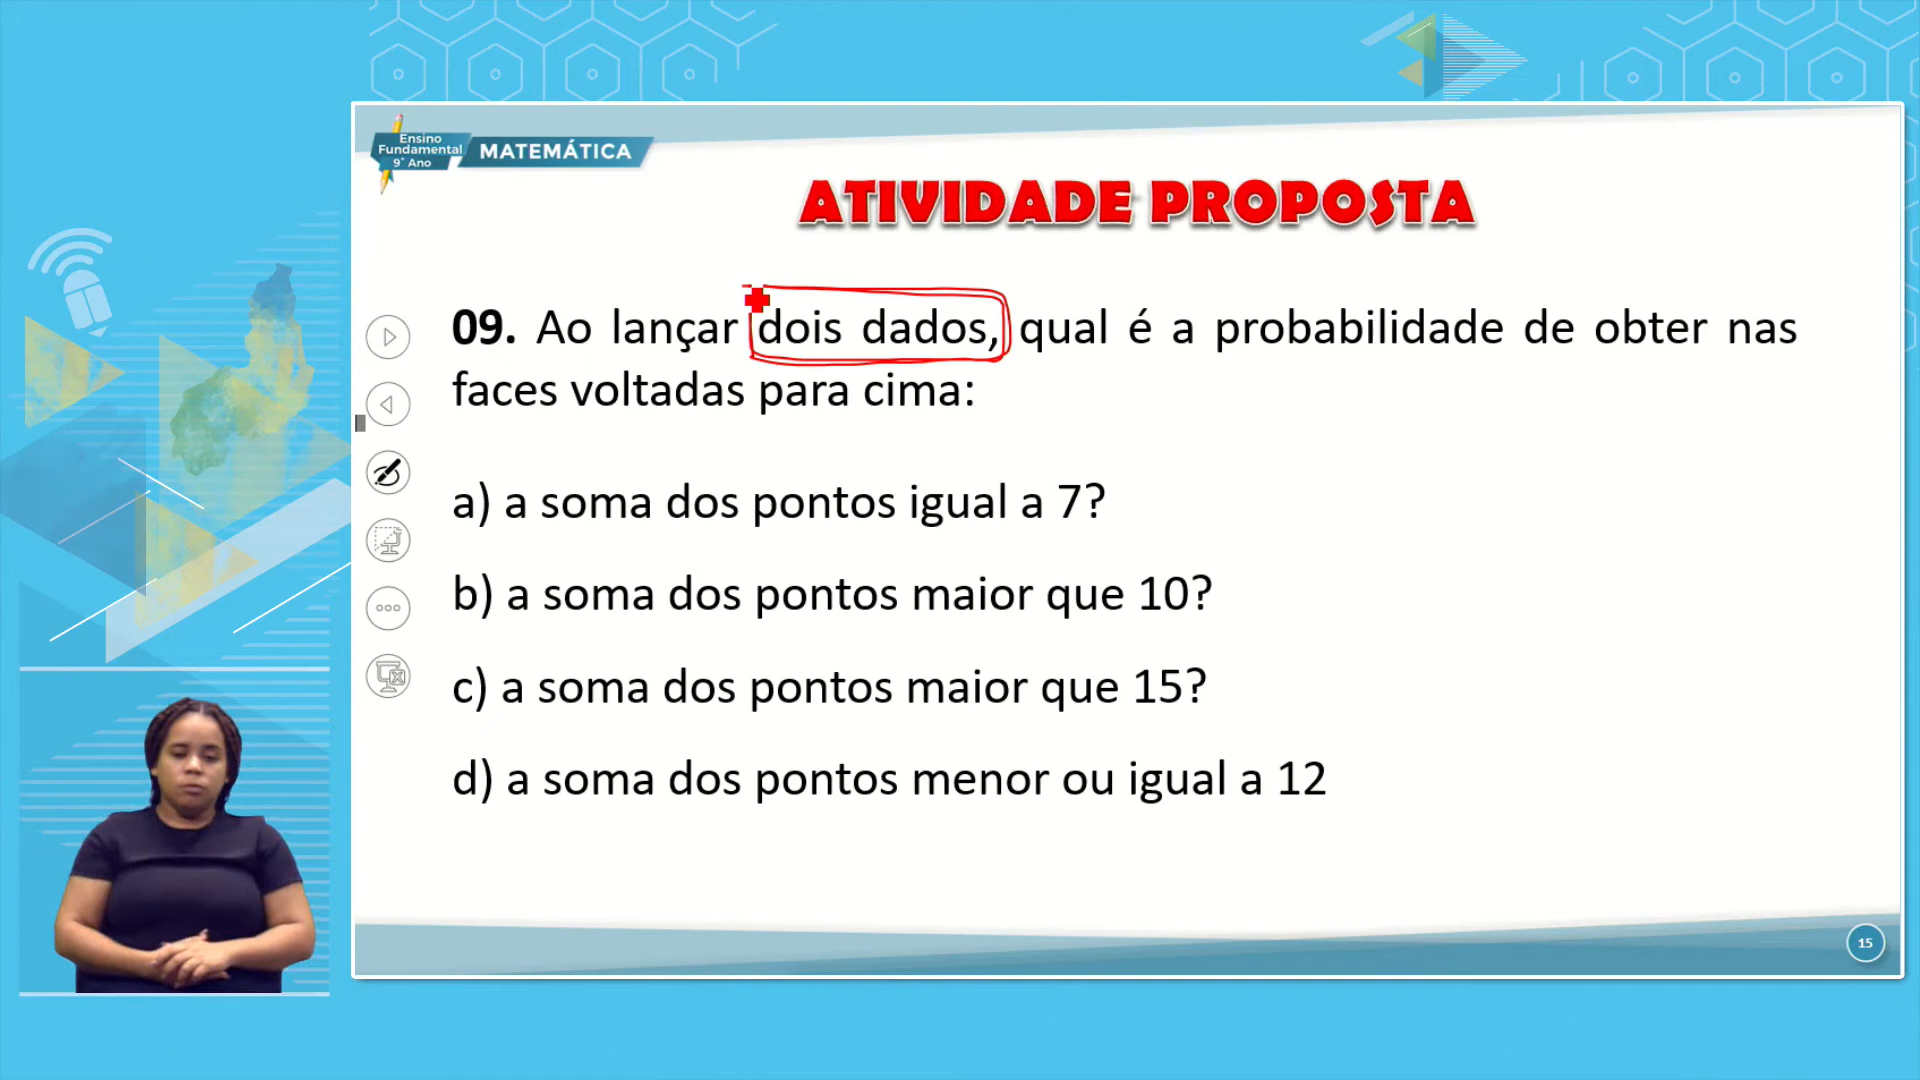 Ensino
Fundamental
9° Ano
MATEMÁTICA
ATIVIDADE PROPOSTA
09. Ao lançar dois dados, qual é a probabilidade de obter nas
faces voltadas para cima:
a) a soma dos pontos igual a 7?
b) a soma dos pontos maior que 10?
c) a soma dos pontos maior que 15?
d) a soma dos pontos menor ou igual a 12
15